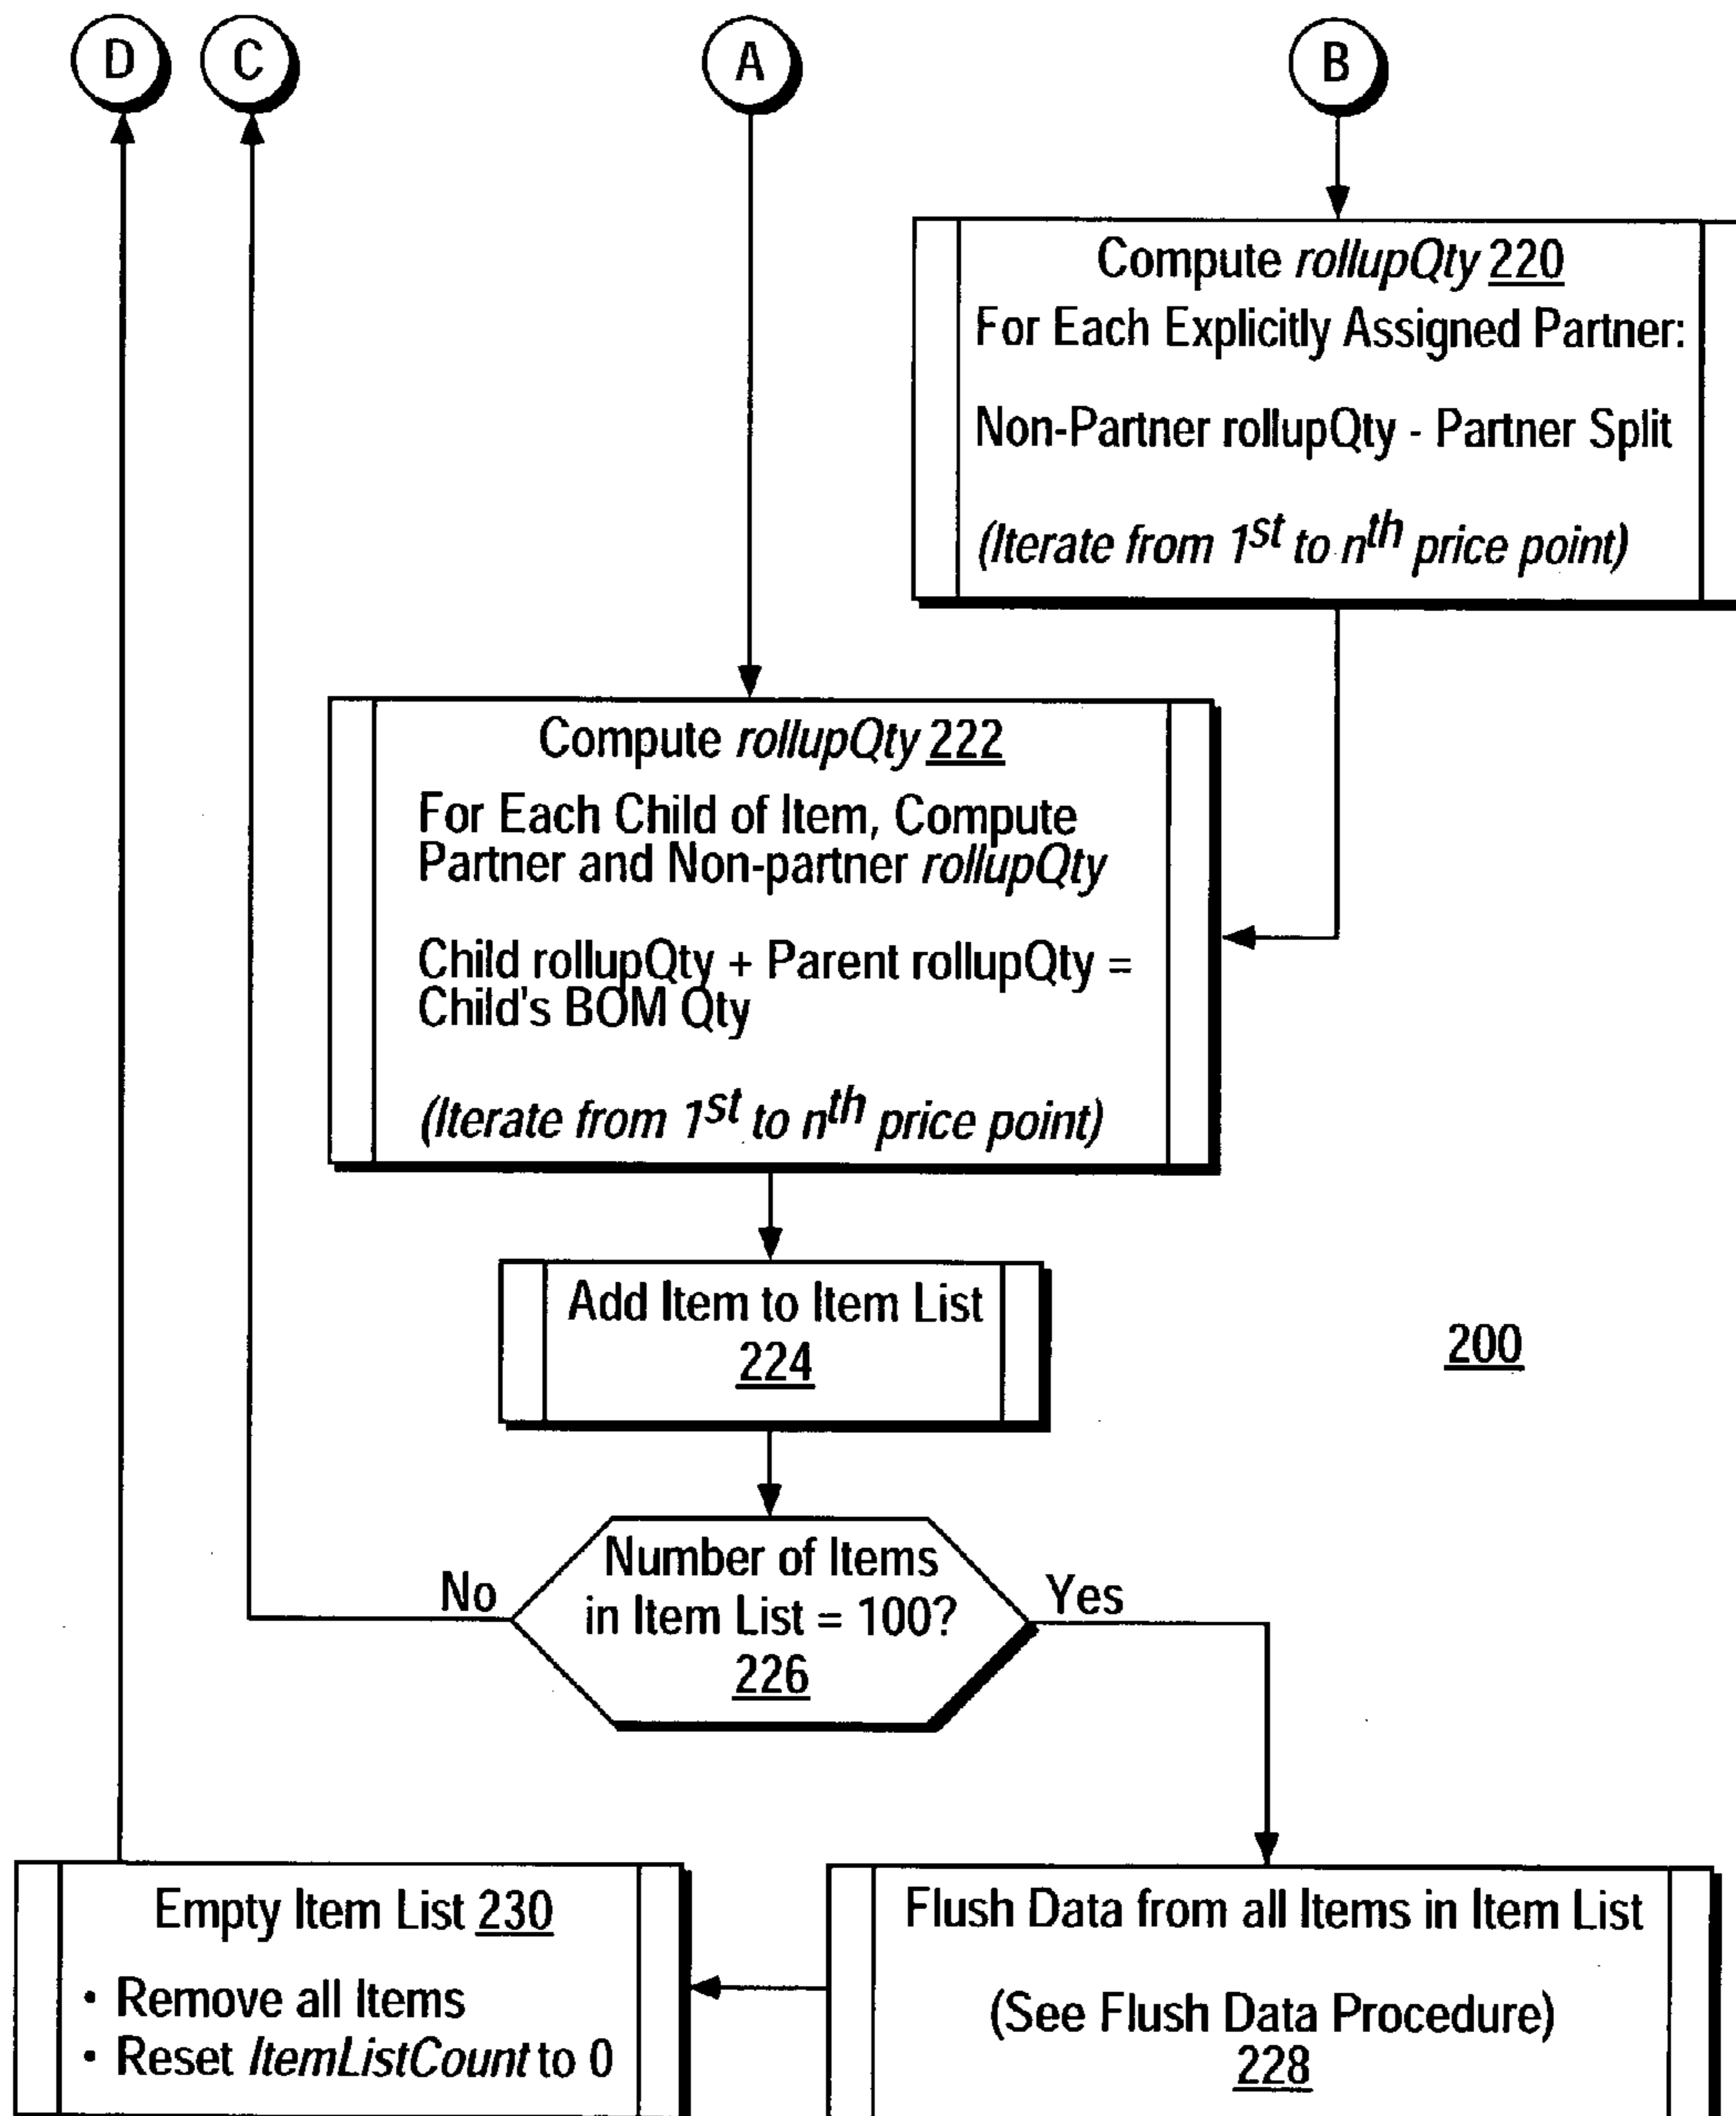 D
C
A
B
Compute rollupQty 220
For Each Explicitly Assigned Partner:
Non-Partner rollupQty - Partner Split
(Iterate from 1st to nth price point)
Compute rollupQty 222
For Each Child of Item, Compute
Partner and Non-partner rollupQty
Child rollupQty + Parent rollupQty =
Child's BOM Qty
(Iterate from 1st to nth price point)
Add Item to Item List
224
200
Number of Items
in Item List = 100?
226
No
Yes
Empty Item List 230
• Remove all Items
• Reset ItemListCount to 0
Flush Data from all Items in Item List
(See Flush Data Procedure)
228